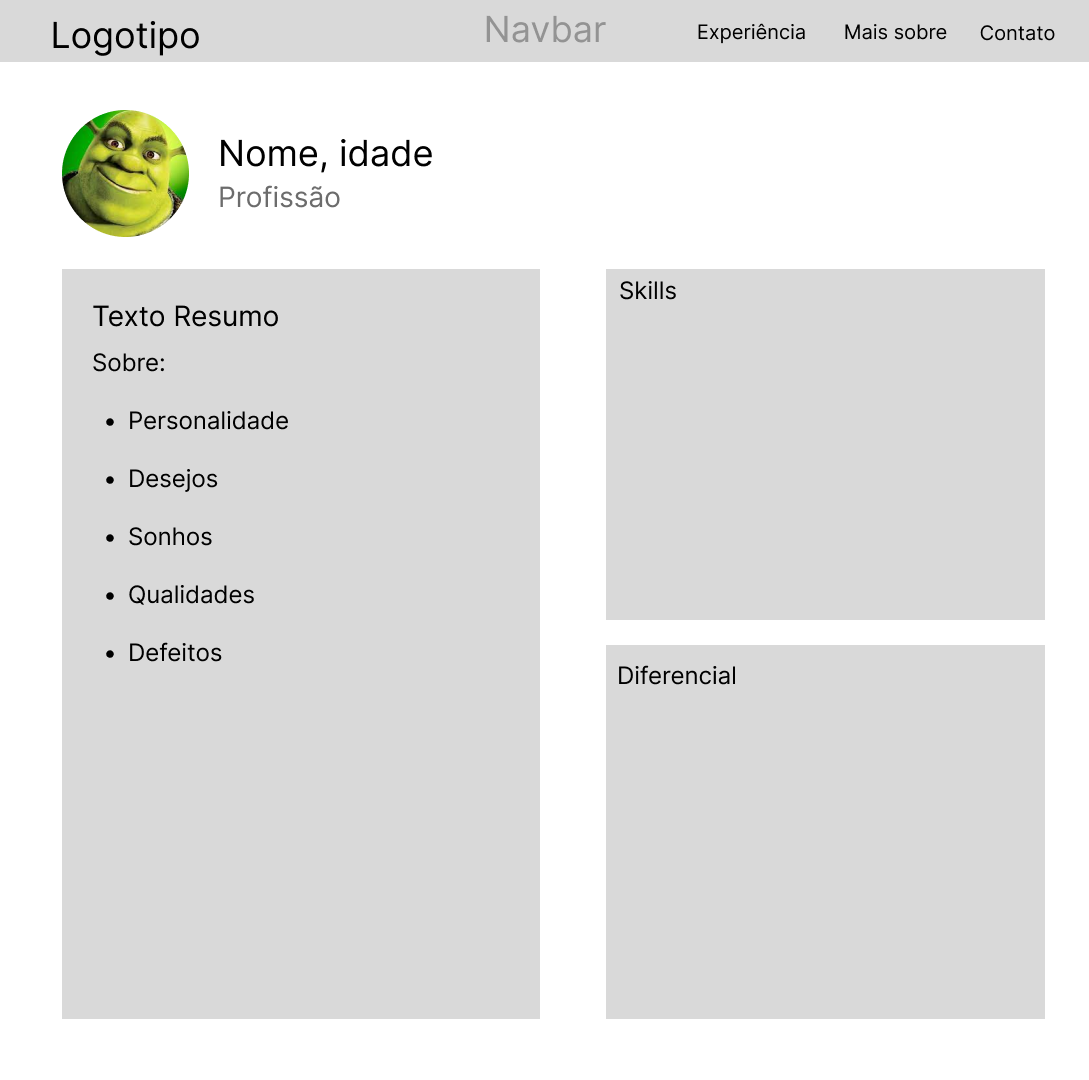 Logotipo
Navbar
Experiência
Mais sobre
Contato
Nome, idade
Profissão
Texto Resumo
Sobre:
• Personalidade
• Desejos
• Sonhos
• Qualidades
• Defeitos
Skills
Diferencial